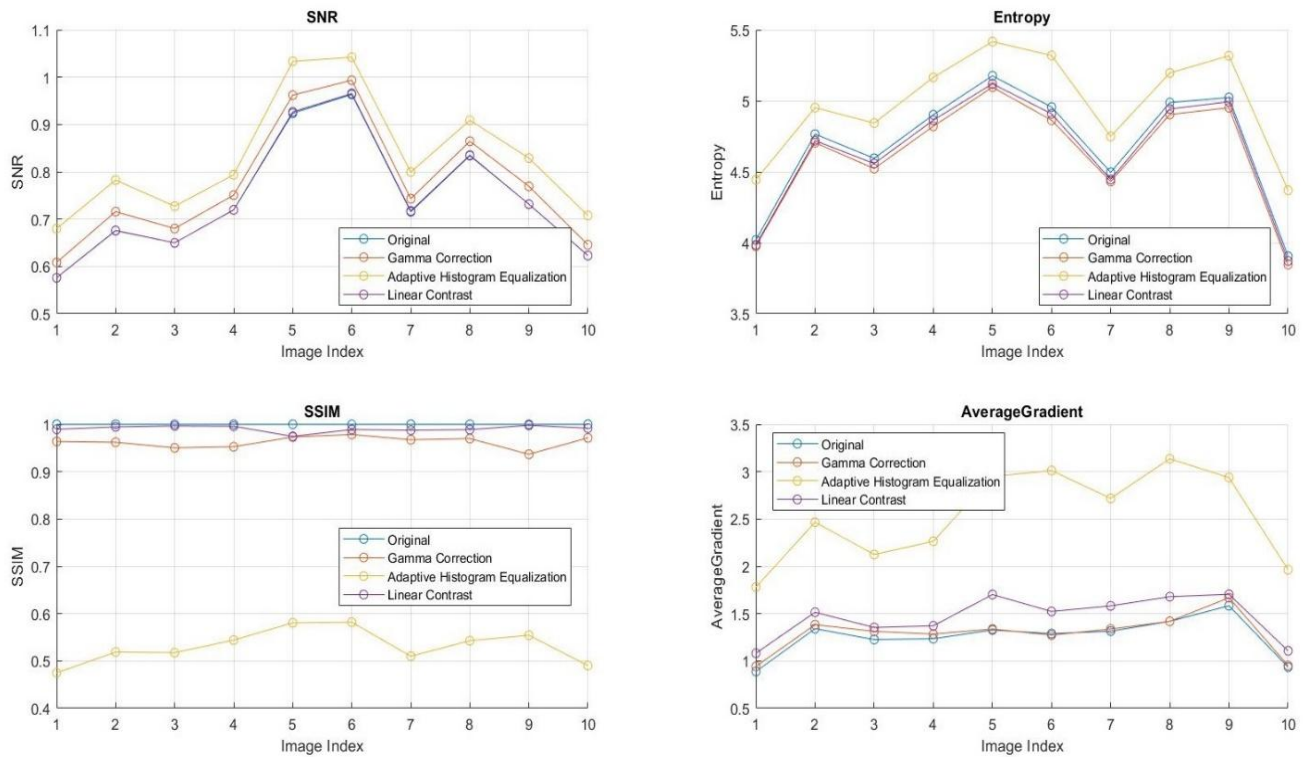 SNR
1.1
1
0.9
0.8
0.7
0.6
0.5
SNR
Original
Gamma Correction
Adaptive Histogram Equalization
Linear Contrast
1 2 3 4 5 6 7 8 9 10
Image Index
Entropy
5.5
5
4.5
4
3.5
Entropy
Original
Gamma Correction
Adaptive Histogram Equalization
Linear Contrast
1 2 3 4 5 6 7 8 9 10
Image Index
SSIM
1
0.9
0.8
0.7
0.6
0.5
0.4
SSIM
Original
Gamma Correction
Adaptive Histogram Equalization
Linear Contrast
1 2 3 4 5 6 7 8 9 10
Image Index
AverageGradient
3.5
3
2.5
2
1.5
1
0.5
AverageGradient
Original
Gamma Correction
Adaptive Histogram Equalization
Linear Contrast
1 2 3 4 5 6 7 8 9 10
Image Index